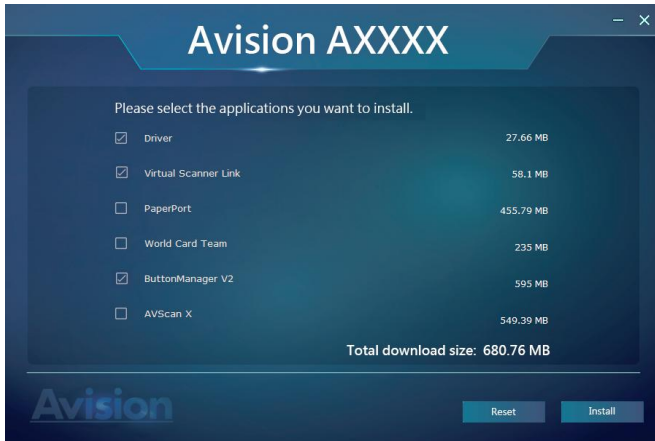 Avision AXXXX
Please select the applications you want to install.
Driver 27.66 MB
Virtual Scanner Link 58.1 MB
PaperPort 455.79 MB
World Card Team 235 MB
ButtonManager V2 595 MB
AVScan X 549.39 MB
Total download size: 680.76 MB
Avision
Reset Install